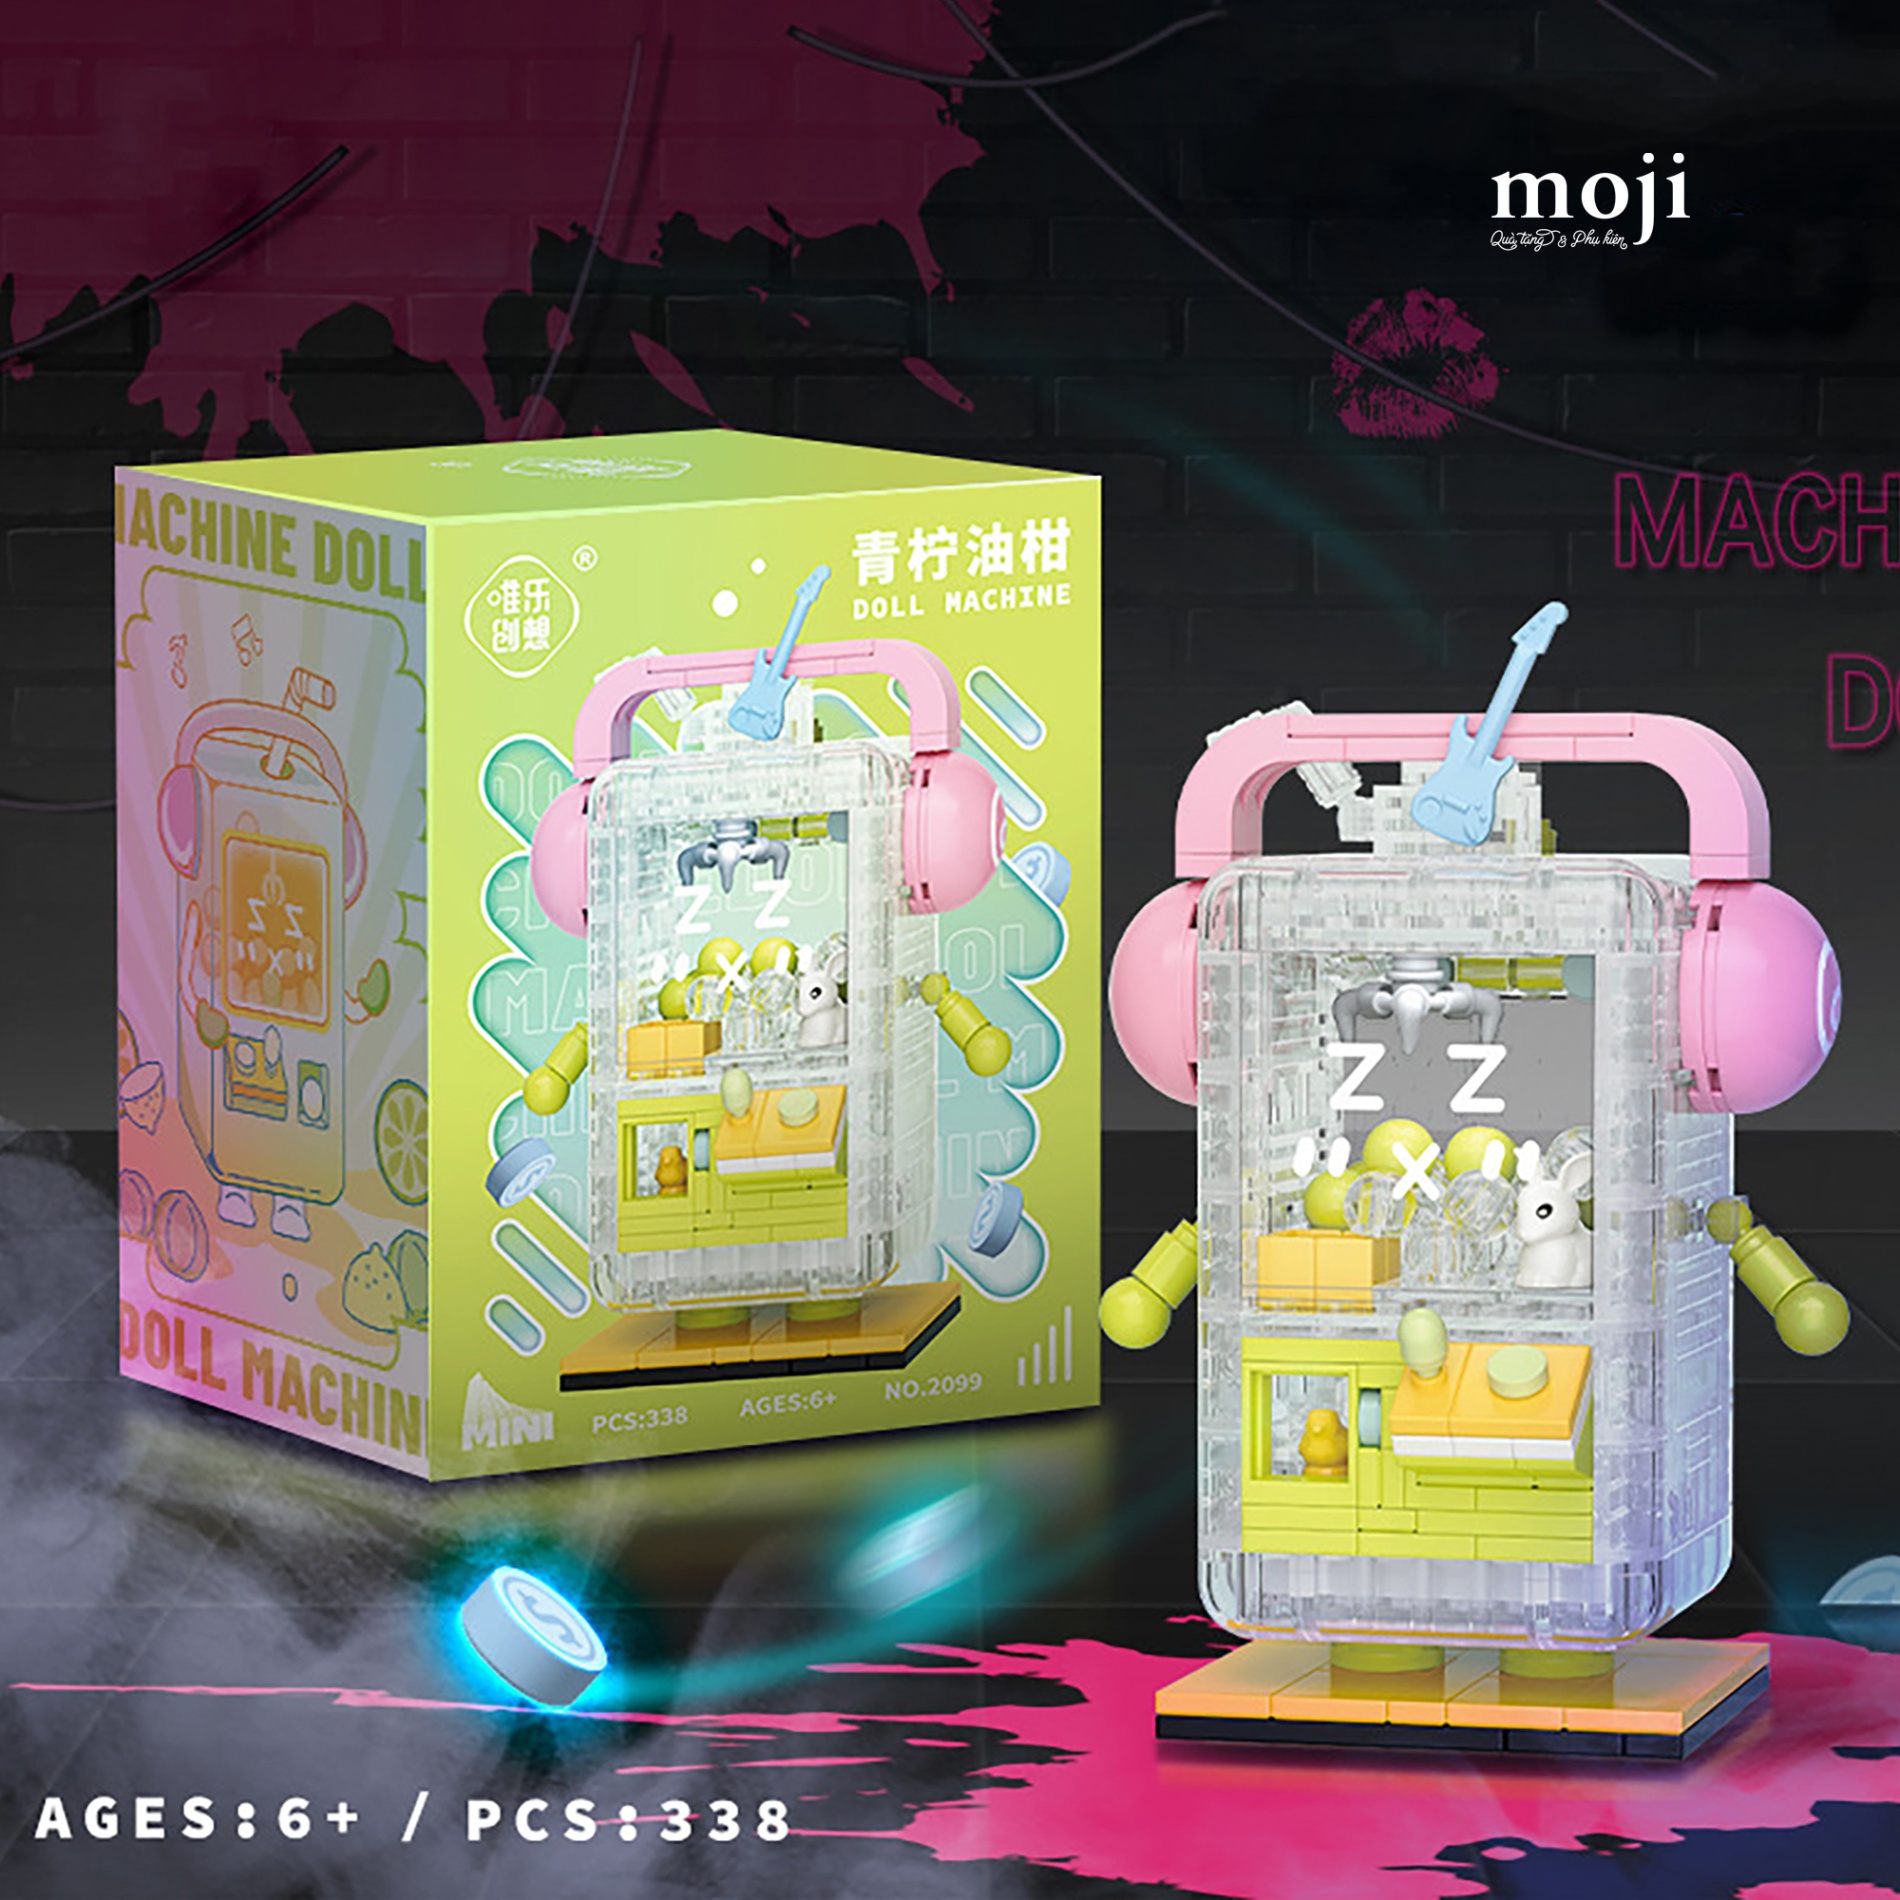 moji
Quà tặng & Phụ kiện
MACH
D
MACHINE DOLL
DOLL MACHIN
唯乐
创想
®
青柠油柑
DOLL MACHINE
Z Z
" x "
MINI
PCS:338
AGES:6+
NO.2099
Z Z
" x "
AGES:6+ / PCS:338